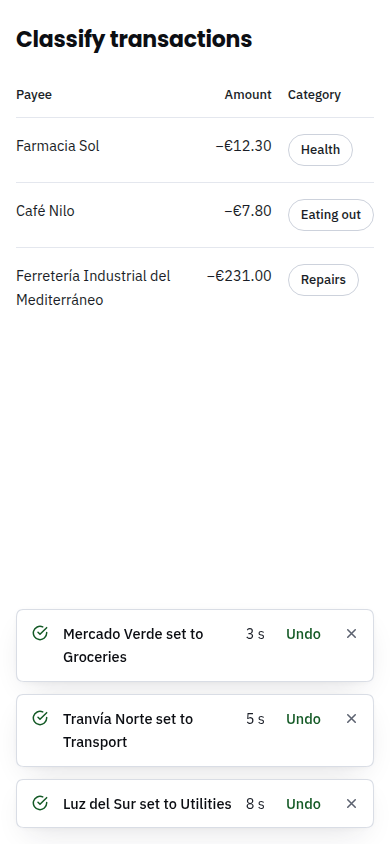 Classify transactions
Payee Amount Category
Farmacia Sol −€12.30 Health
Café Nilo −€7.80 Eating out
Ferretería Industrial del −€231.00 Repairs
Mediterráneo
Mercado Verde set to 3 s Undo
Groceries
Tranvía Norte set to 5 s Undo
Transport
Luz del Sur set to Utilities 8 s Undo